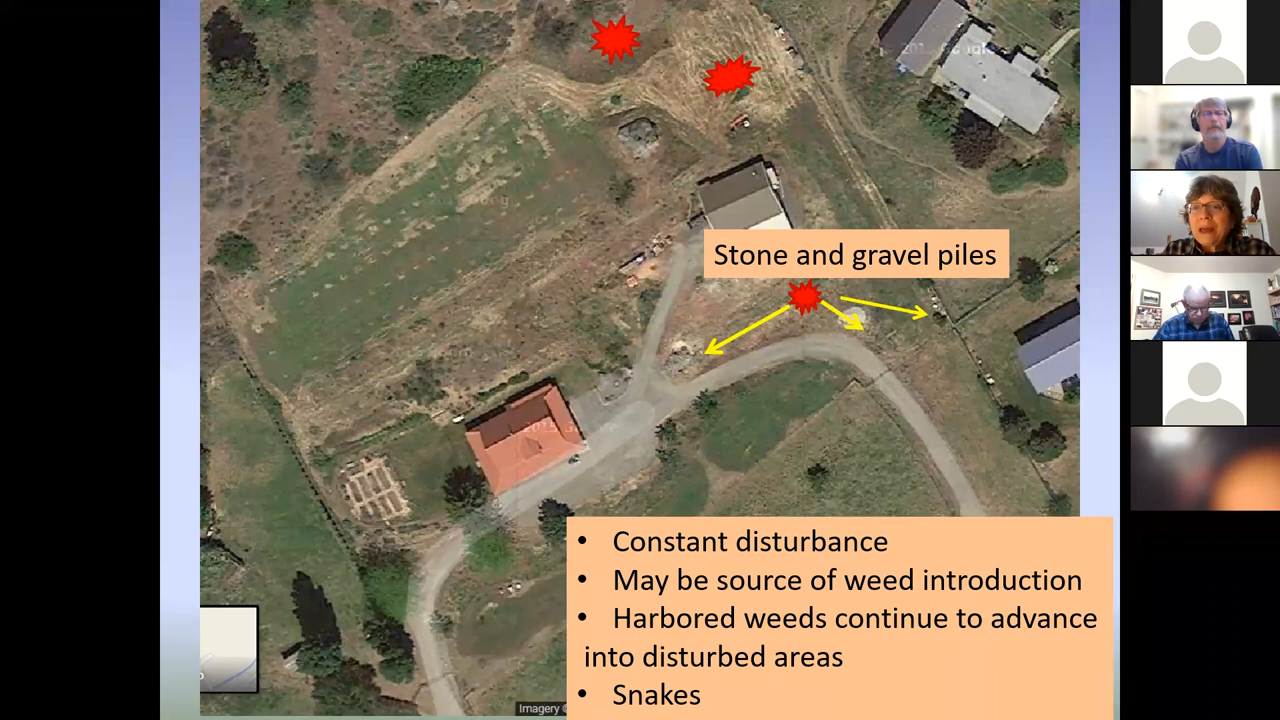 Stone and gravel piles
• Constant disturbance
• May be source of weed introduction
• Harbored weeds continue to advance
into disturbed areas
• Snakes
Imagery ©